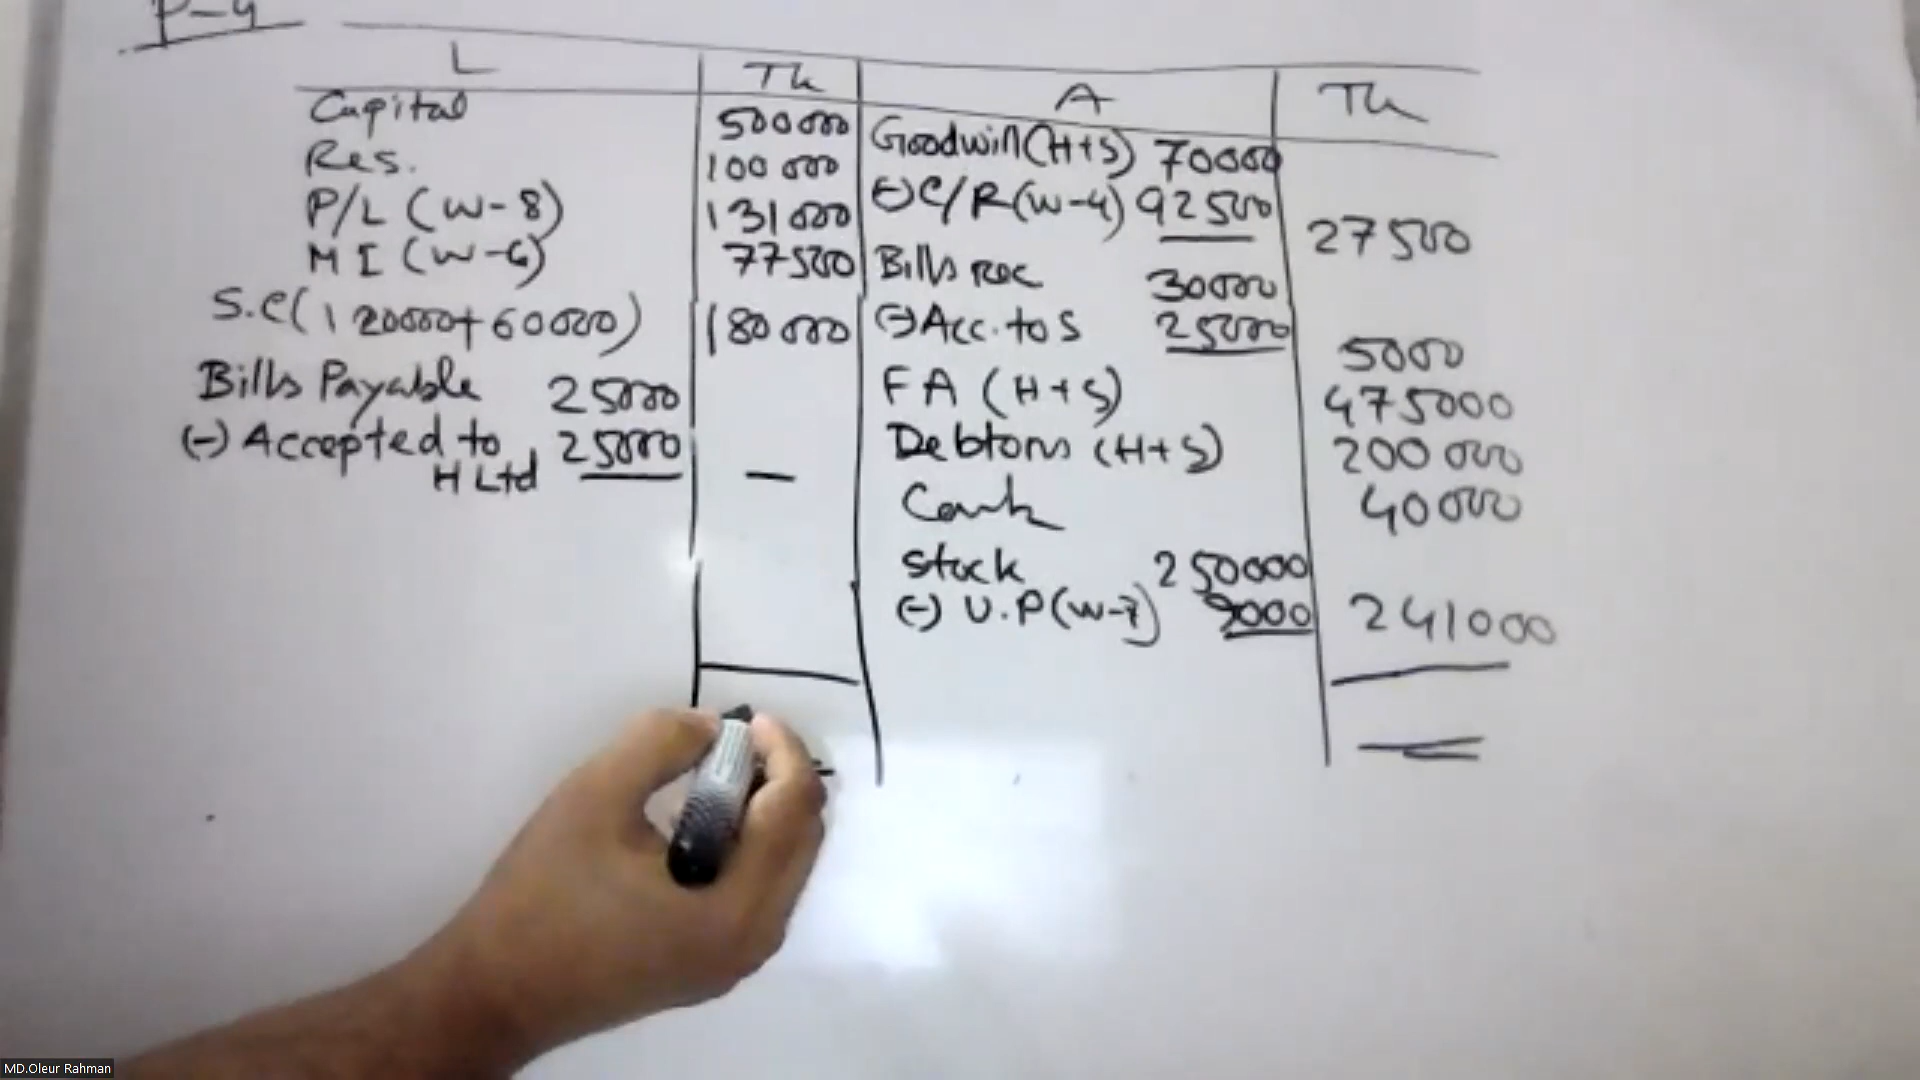 P-4
L Th A Th
Capital 500000 Goodwill (H+S) 70000
Res. 100000 (-) C/R (W-4) 92500 27500
P/L (W-8) 131000 Bills Rec 30000
MI (W-6) 77500 (-) Acc. to S 25000 5000
S.C (120000+60000) 180000 FA (H+S) 475000
Bills Payable 25000 Debtors (H+S) 200000
(-) Accepted to H Ltd 25000 — Cash 40000
Stock 250000
(-) U.P (W-7) 9000 241000
MD.Oleur Rahman